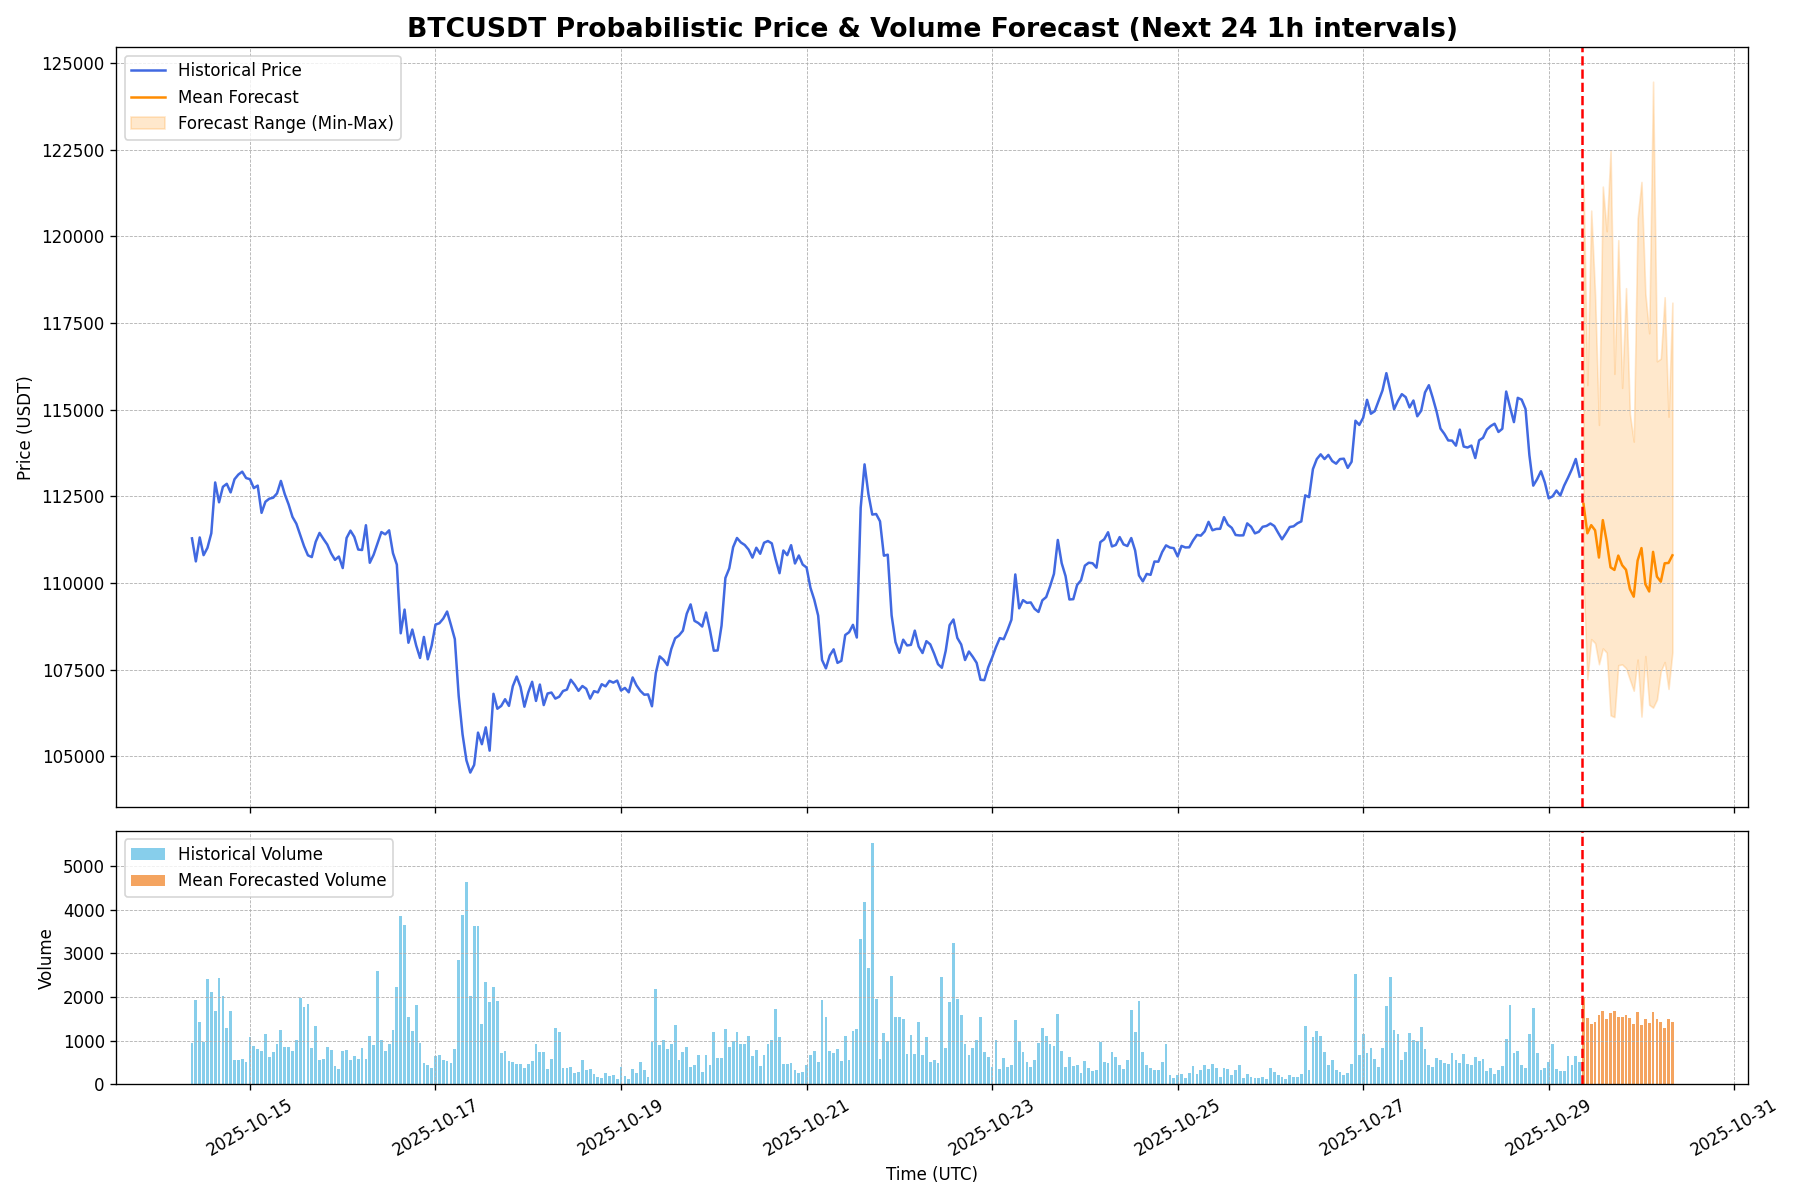 BTCUSDT Probabilistic Price & Volume Forecast (Next 24 1h intervals)
Historical Price
Mean Forecast
Forecast Range (Min-Max)
125000
122500
120000
117500
115000
112500
110000
107500
105000
Price (USDT)
Historical Volume
Mean Forecasted Volume
5000
4000
3000
2000
1000
0
Volume
2025-10-15
2025-10-17
2025-10-19
2025-10-21
2025-10-23
2025-10-25
2025-10-27
2025-10-29
2025-10-31
Time (UTC)